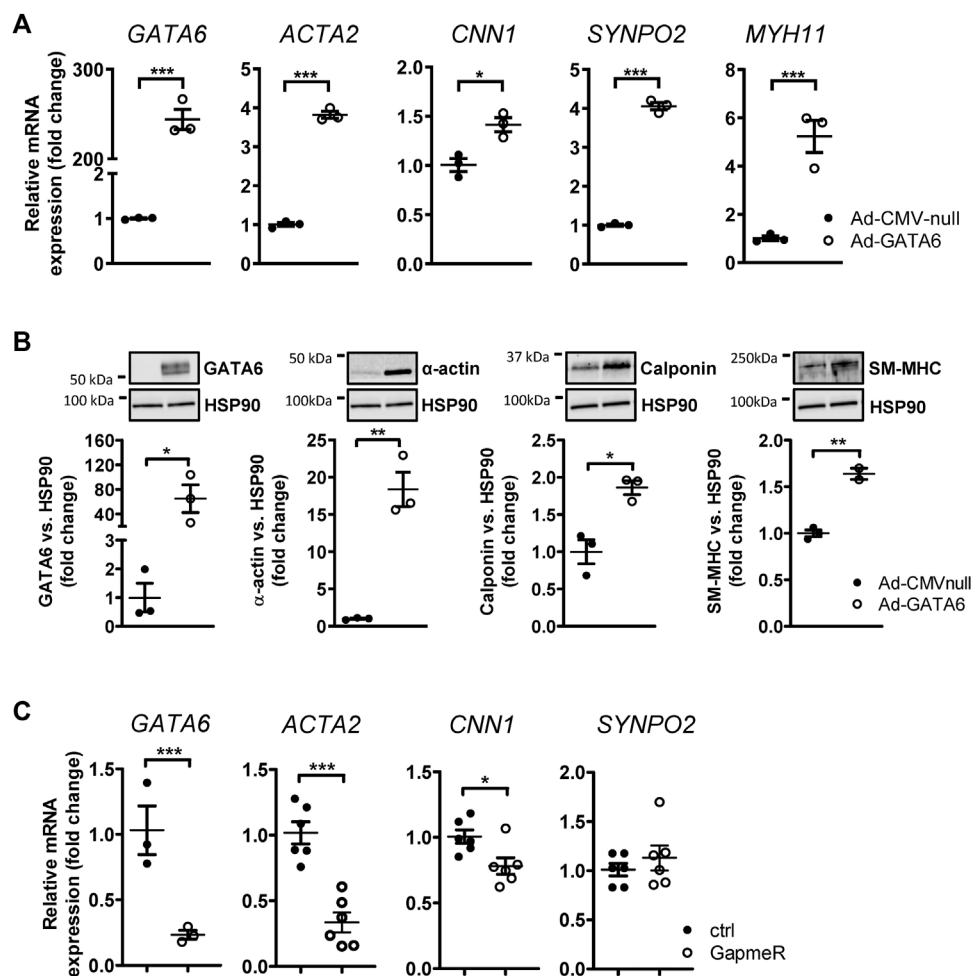 A
GATA6 ACTA2 CNN1 SYNPO2 MYH11
Relative mRNA
expression (fold change)
300
200
2
1
0
***
5
4
3
2
1
0
***
2.0
1.5
1.0
0.5
0.0
*
5
4
3
2
1
0
***
8
6
4
2
0
***
Ad-CMV-null
Ad-GATA6
B
50 kDa
GATA6
100 kDa
HSP90
50 kDa
α-actin
100kDa
HSP90
37 kDa
Calponin
100kDa
HSP90
250kDa
SM-MHC
100kDa
HSP90
GATA6 vs. HSP90
(fold change)
160
120
80
40
3
2
1
0
*
α-actin vs. HSP90
(fold change)
25
20
15
10
5
0
**
Calponin vs. HSP90
(fold change)
2.5
2.0
1.5
1.0
0.5
0.0
*
SM-MHC vs. HSP90
(fold change)
2.0
1.5
1.0
0.5
0.0
**
Ad-CMVnull
Ad-GATA6
C
GATA6 ACTA2 CNN1 SYNPO2
Relative mRNA
expression (fold change)
1.5
1.0
0.5
0.0
***
1.5
1.0
0.5
0.0
***
1.5
1.0
0.5
0.0
*
2.0
1.5
1.0
0.5
0.0
ctrl
GapmeR